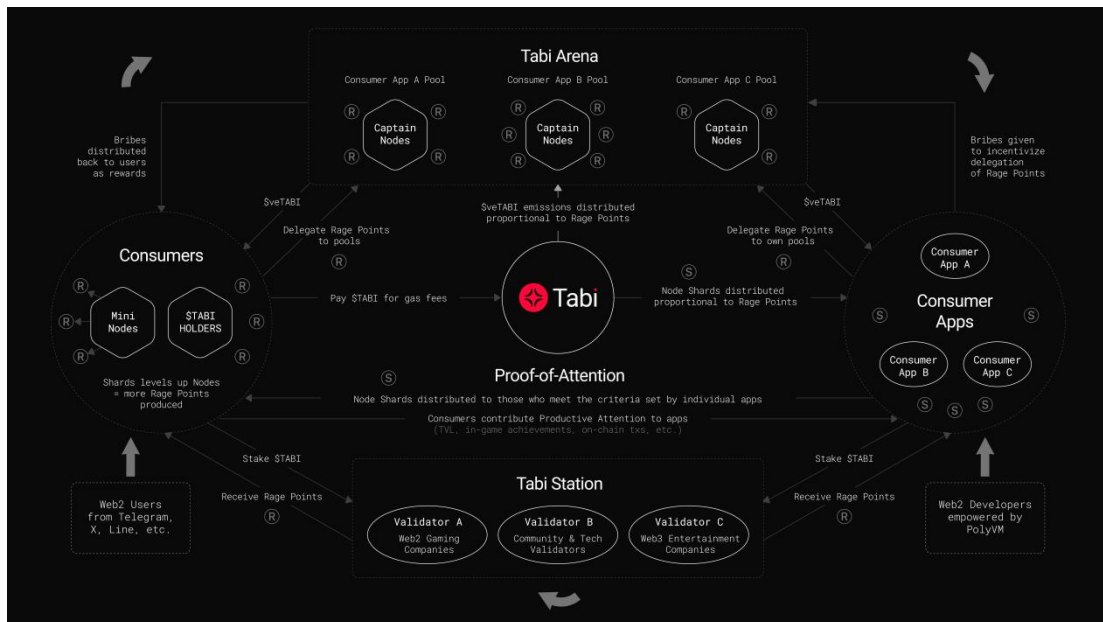 Tabi Arena
Consumer App A Pool
Consumer App B Pool
Consumer App C Pool
R
R
R
R
R
R
R
R
Captain
Nodes
Captain
Nodes
Captain
Nodes
R
R
R
R
R
R
Bribes
distributed
back to users
as rewards
Bribes given
to incentivize
delegation
of Rage Points
$veTABI
$veTABI emissions distributed
proportional to Rage Points
$veTABI
Delegate Rage Points
to pools
R
Delegate Rage Points
to own pools
R
Consumers
R
R
R
R
R
R
Mini
Nodes
$TABI
HOLDERS
Shards levels up Nodes
= more Rage Points
produced
Pay $TABI for gas fees
Tabi
S
Node Shards distributed
proportional to Rage Points
Consumer
App A
Consumer
Apps
S
S
Consumer
App B
Consumer
App C
S
S
S
Proof-of-Attention
S
Node Shards distributed to those who meet the criteria set by individual apps
Consumers contribute Productive Attention to apps
(TVL, in-game achievements, on-chain txs, etc.)
Stake $TABI
Receive Rage Points
R
Stake $TABI
Receive Rage Points
R
Web2 Users
from Telegram,
X, Line, etc.
Tabi Station
Validator A
Web2 Gaming
Companies
Validator B
Community & Tech
Validators
Validator C
Web3 Entertainment
Companies
Web2 Developers
empowered by
PolyVM